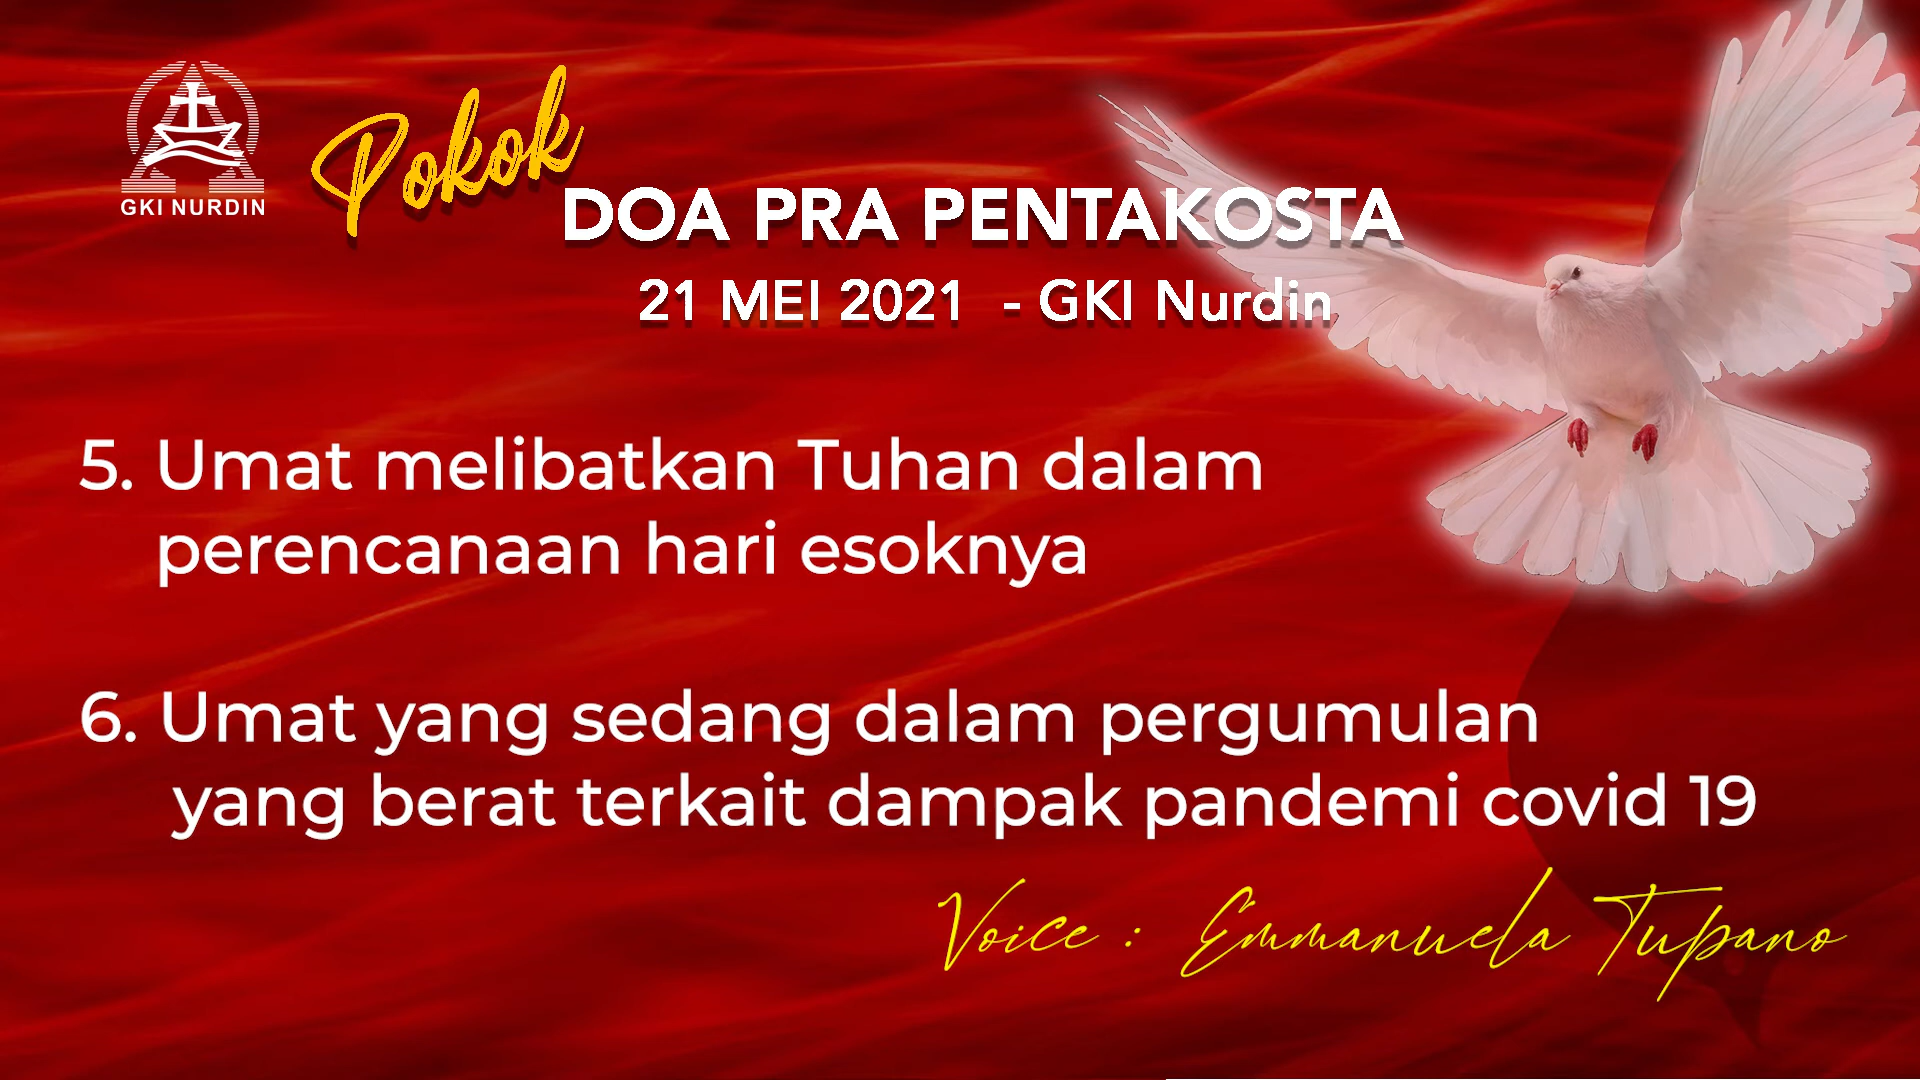 GKI NURDIN
Pokok
DOA PRA PENTAKOSTA
21 MEI 2021 - GKI Nurdin
5. Umat melibatkan Tuhan dalam
perencanaan hari esoknya
6. Umat yang sedang dalam pergumulan
yang berat terkait dampak pandemi covid 19
Voice : Emmanuela Tupano